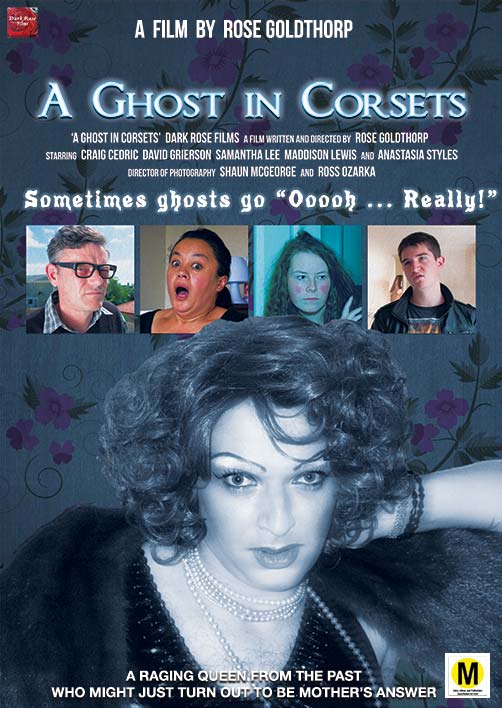 Dark Rose
Films
A FILM BY ROSE GOLDTHORP
A GHOST IN CORSETS
'A GHOST IN CORSETS' DARK ROSE FILMS A FILM WRITTEN AND DIRECTED BY ROSE GOLDTHORP
STARRING CRAIG CEDRIC DAVID GRIERSON SAMANTHA LEE MADDISON LEWIS AND ANASTASIA STYLES
DIRECTOR OF PHOTOGRAPHY SHAUN MCGEORGE AND ROSS OZARKA
Sometimes ghosts go “Ooooh ... Really!”
A RAGING QUEEN FROM THE PAST
WHO MIGHT JUST TURN OUT TO BE MOTHER'S ANSWER
M